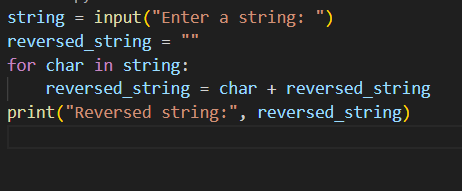 string = input("Enter a string: ")
reversed_string = ""
for char in string:
    reversed_string = char + reversed_string
print("Reversed string:", reversed_string)